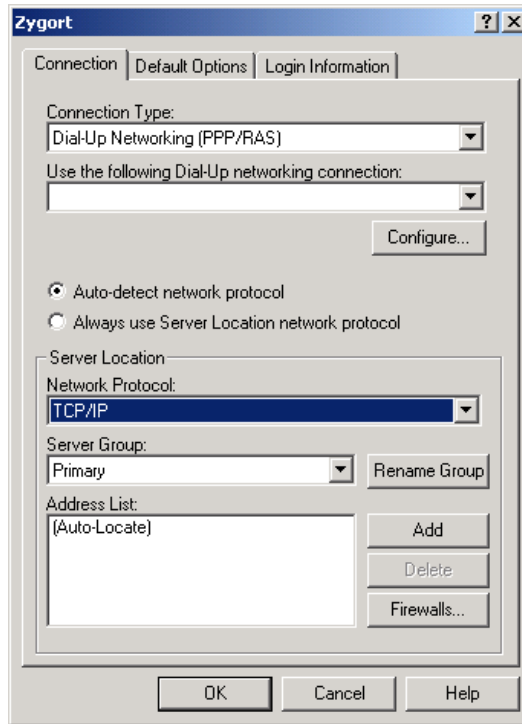 Zygort
Connection Default Options Login Information
Connection Type:
Dial-Up Networking (PPP/RAS)
Use the following Dial-Up networking connection:
Configure...
Auto-detect network protocol
Always use Server Location network protocol
Server Location
Network Protocol:
TCP/IP
Server Group:
Primary Rename Group
Address List:
(Auto-Locate)
Add
Delete
Firewalls...
OK Cancel Help